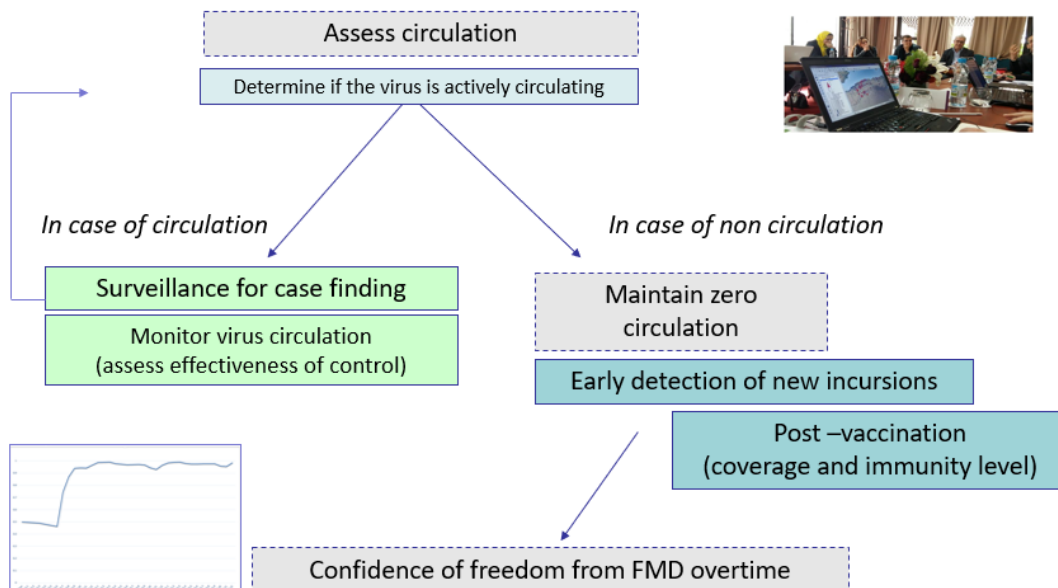 Assess circulation
Determine if the virus is actively circulating
In case of circulation
In case of non circulation
Surveillance for case finding
Monitor virus circulation
(assess effectiveness of control)
Maintain zero
circulation
Early detection of new incursions
Post –vaccination
(coverage and immunity level)
Confidence of freedom from FMD overtime